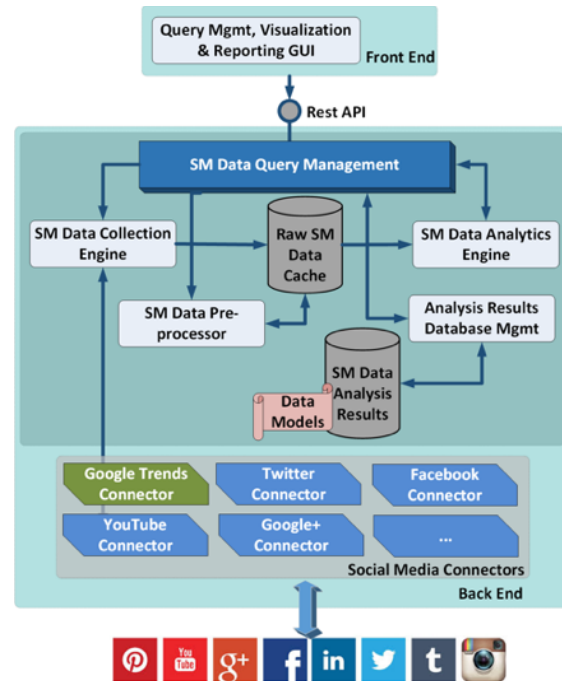 Query Mgmt, Visualization
& Reporting GUI
Front End
Rest API
SM Data Query Management
SM Data Collection
Engine
Raw SM
Data
Cache
SM Data Analytics
Engine
SM Data Pre-
processor
Analysis Results
Database Mgmt
SM Data
Analysis
Results
Data
Models
Google Trends
Connector
Twitter
Connector
Facebook
Connector
YouTube
Connector
Google+
Connector
...
Social Media Connectors
Back End
You
Tube
g+
f
in
t